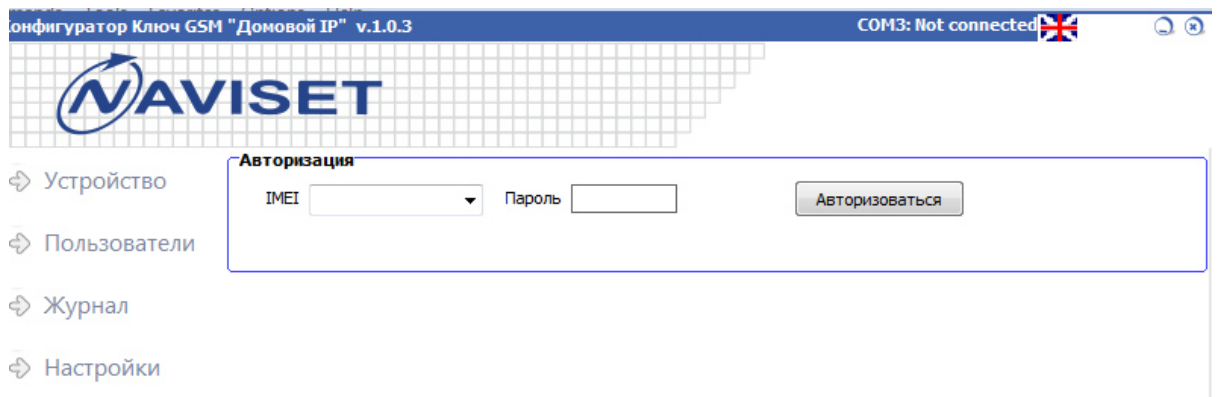 онфигуратор Ключ GSM "Домовой IP" v.1.0.3 COM3: Not connected
NAVISET
Авторизация
IMEI Пароль Авторизоваться
Устройство
Пользователи
Журнал
Настройки